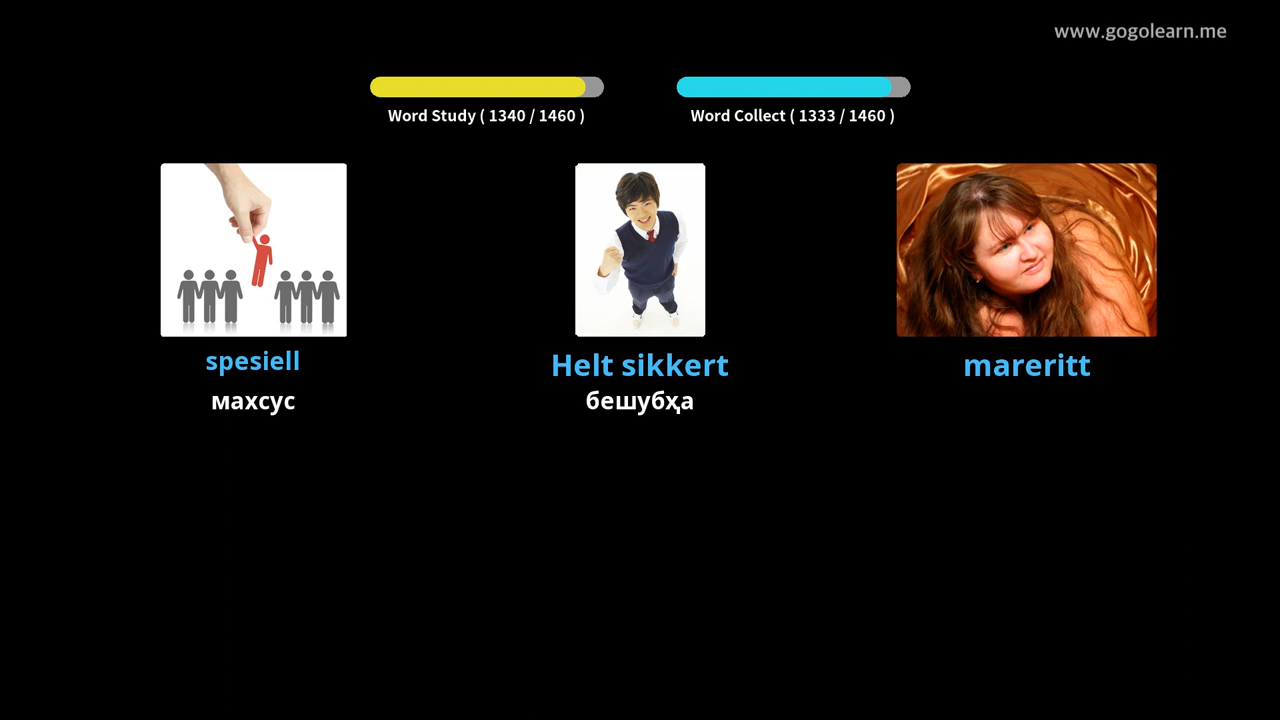 www.gogolearn.me
Word Study ( 1340 / 1460 )
Word Collect ( 1333 / 1460 )
spesiell
Helt sikkert
mareritt
махсус
бешубҳа